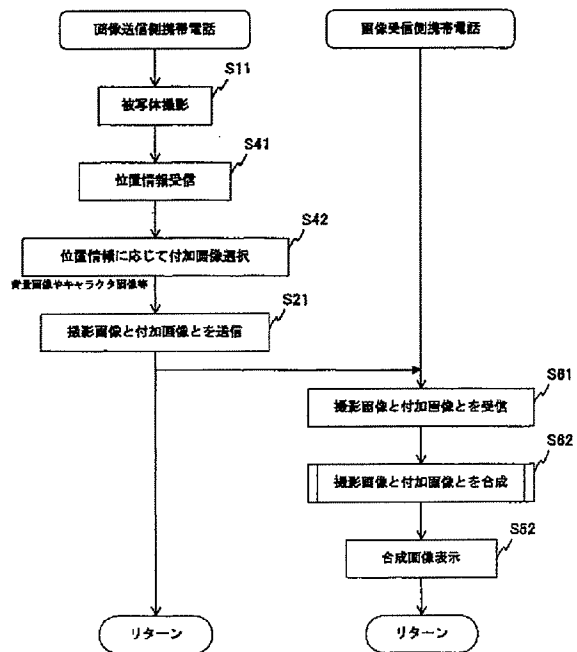 画像送信側携帯電話
画像受信側携帯電話
S11
被写体撮影
S41
位置情報受信
S42
位置情報に応じて付加画像選択
背景画像やキャラクタ画像等
S21
撮影画像と付加画像とを送信
S61
撮影画像と付加画像とを受信
S62
撮影画像と付加画像とを合成
S52
合成画像表示
リターン
リターン